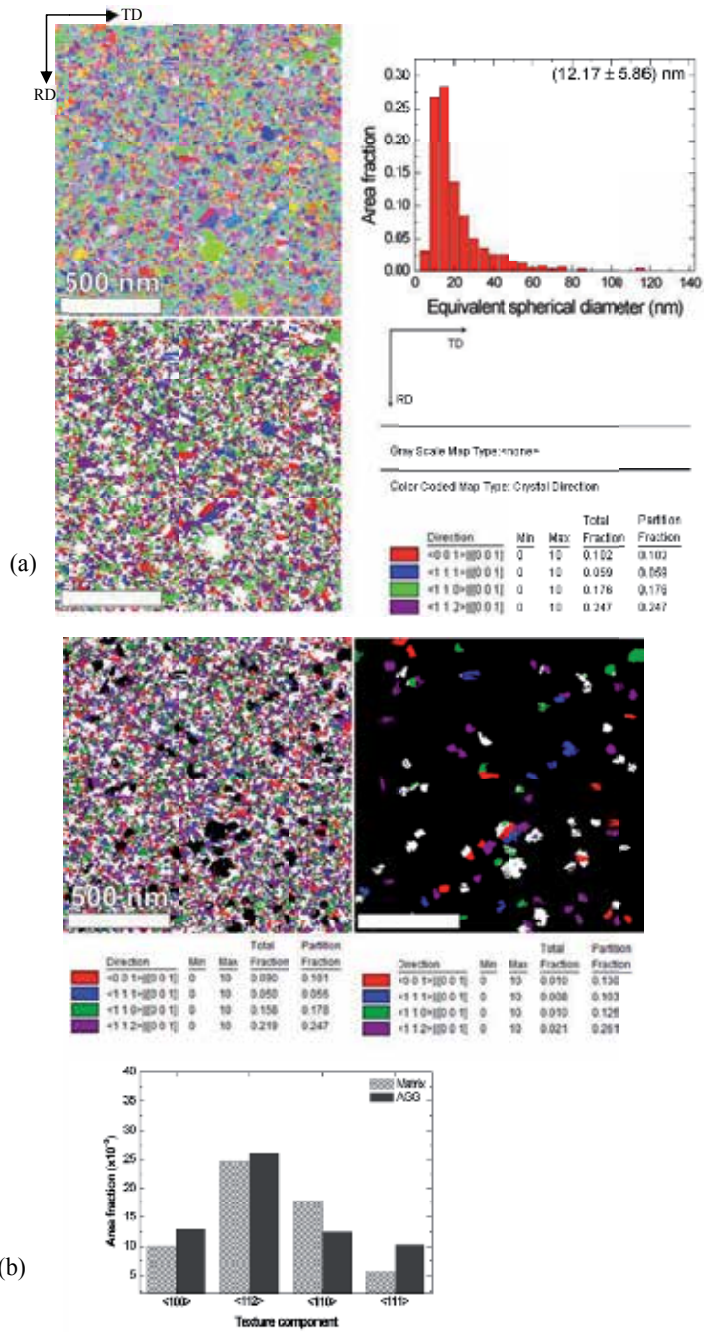 TD
RD
500 nm
(12.17 ± 5.86) nm
Area fraction
0.30
0.25
0.20
0.15
0.10
0.05
0.00
0 20 40 60 80 100 120 140
Equivalent spherical diameter (nm)
TD
RD
Gray Scale Map Type:<none>
Color Coded Map Type: Crystal Direction
Total Partition
Direction Min Max Fraction Fraction
<0 0 1>||[0 0 1] 0 10 0.102 0.102
<1 1 1>||[0 0 1] 0 10 0.059 0.059
<1 1 0>||[0 0 1] 0 10 0.176 0.176
<1 1 2>||[0 0 1] 0 10 0.247 0.247
(a)
500 nm
Total Partition
Direction Min Max Fraction Fraction
<0 0 1>||[0 0 1] 0 10 0.090 0.101
<1 1 1>||[0 0 1] 0 10 0.050
<1 1 0>||[0 0 1] 0 10 0.158 0.178
<1 1 2>||[0 0 1] 0 10 0.219 0.247
Total Partition
Direction Min Max Fraction Fraction
<0 0 1>||[0 0 1] 0 10 0.010 0.130
<1 1 1>||[0 0 1] 0 10 0.008 0.103
<1 1 0>||[0 0 1] 0 10 0.010
<1 1 2>||[0 0 1] 0 10 0.021 0.261
Matrix
AGG
Area fraction (x10⁻²)
40
35
30
25
20
15
10
5
<100> <112> <110> <111>
Texture component
(b)